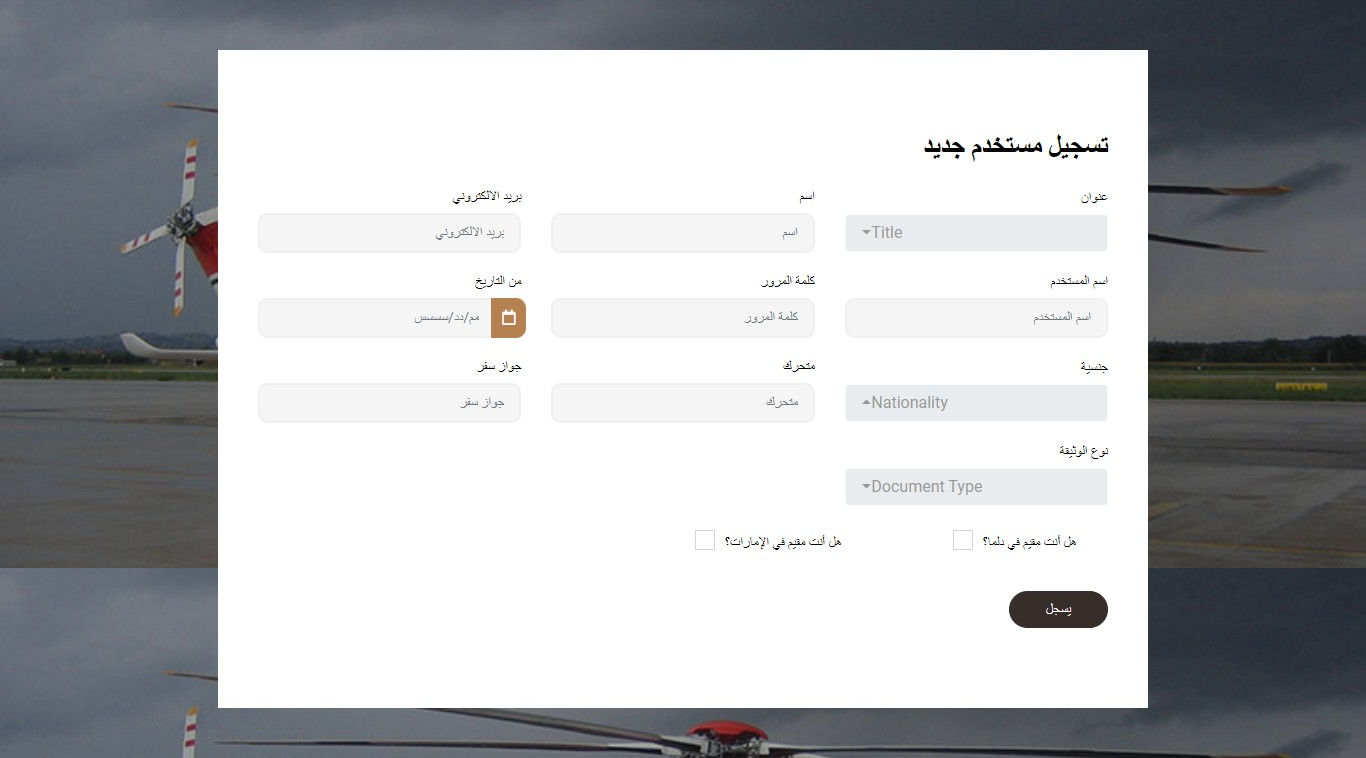 تسجيل مستخدم جديد
عنوان
اسم
بريد الالكتروني
Title
اسم
بريد الالكتروني
اسم المستخدم
كلمة المرور
من التاريخ
اسم المستخدم
كلمة المرور
مم/دد/سسسس
جنسية
متحرك
جواز سفر
Nationality
متحرك
جواز سفر
نوع الوثيقة
Document Type
هل أنت مقيم في دلما؟
هل أنت مقيم في الإمارات؟
يسجل